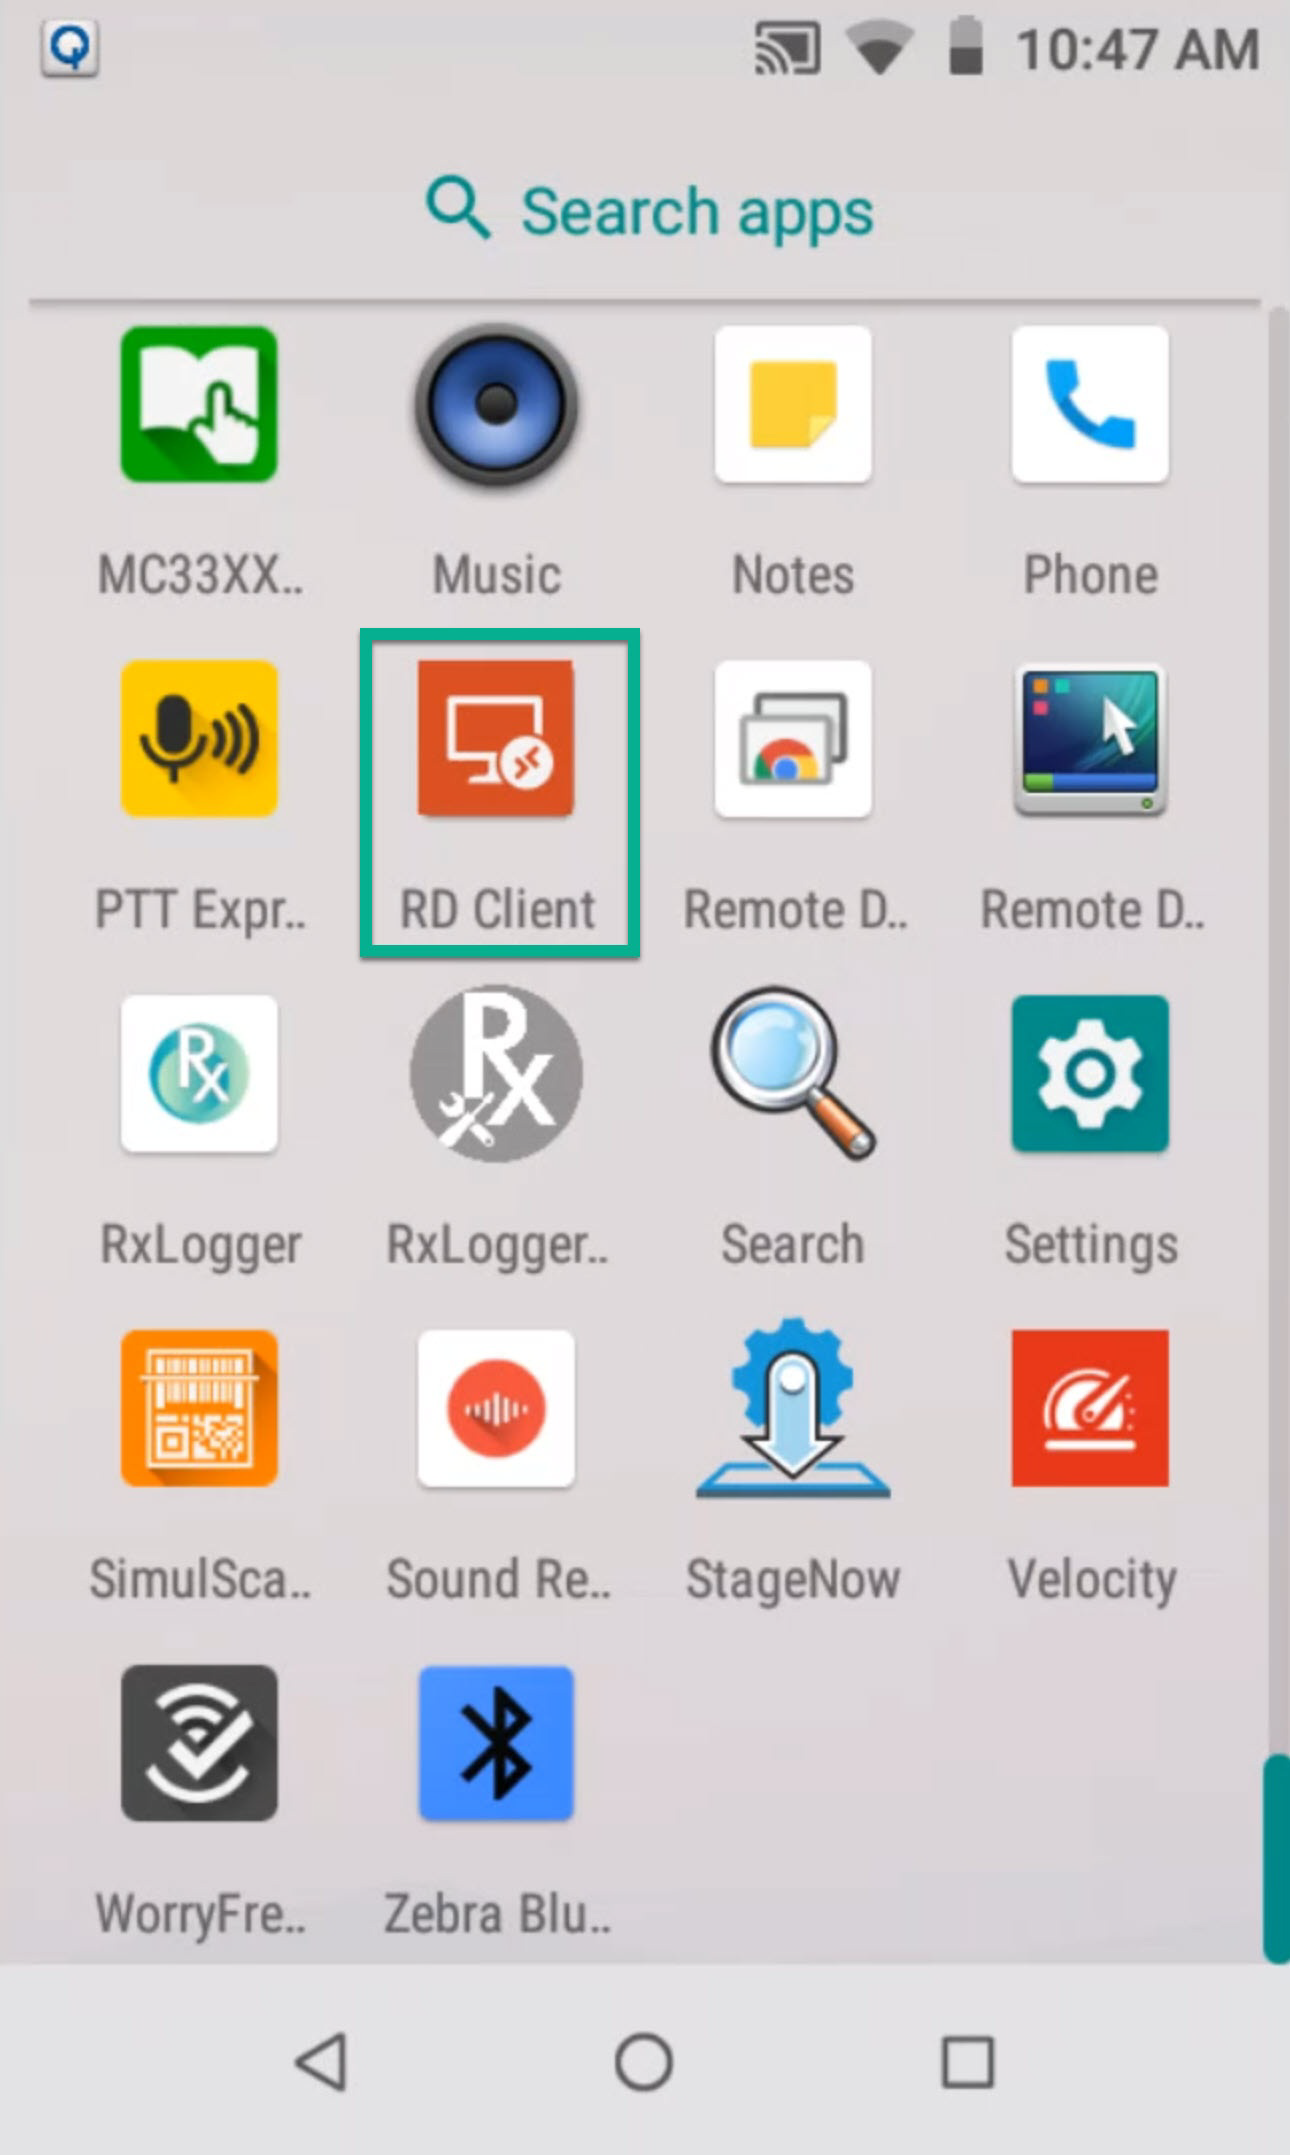 10:47 AM
Search apps
MC33XX..
Music
Notes
Phone
PTT Expr..
RD Client
Remote D..
Remote D..
RxLogger
RxLogger..
Search
Settings
SimulSca..
Sound Re..
StageNow
Velocity
WorryFre..
Zebra Blu..